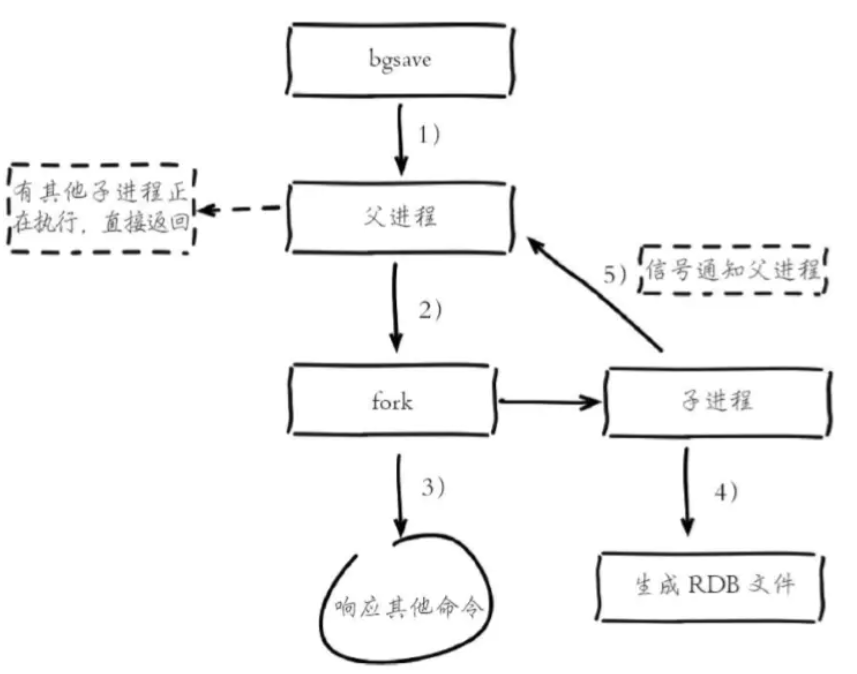 bgsave
1)
有其他子进程正
在执行，直接返回
父进程
5)
信号通知父进程
2)
fork
子进程
3)
4)
响应其他命令
生成 RDB 文件